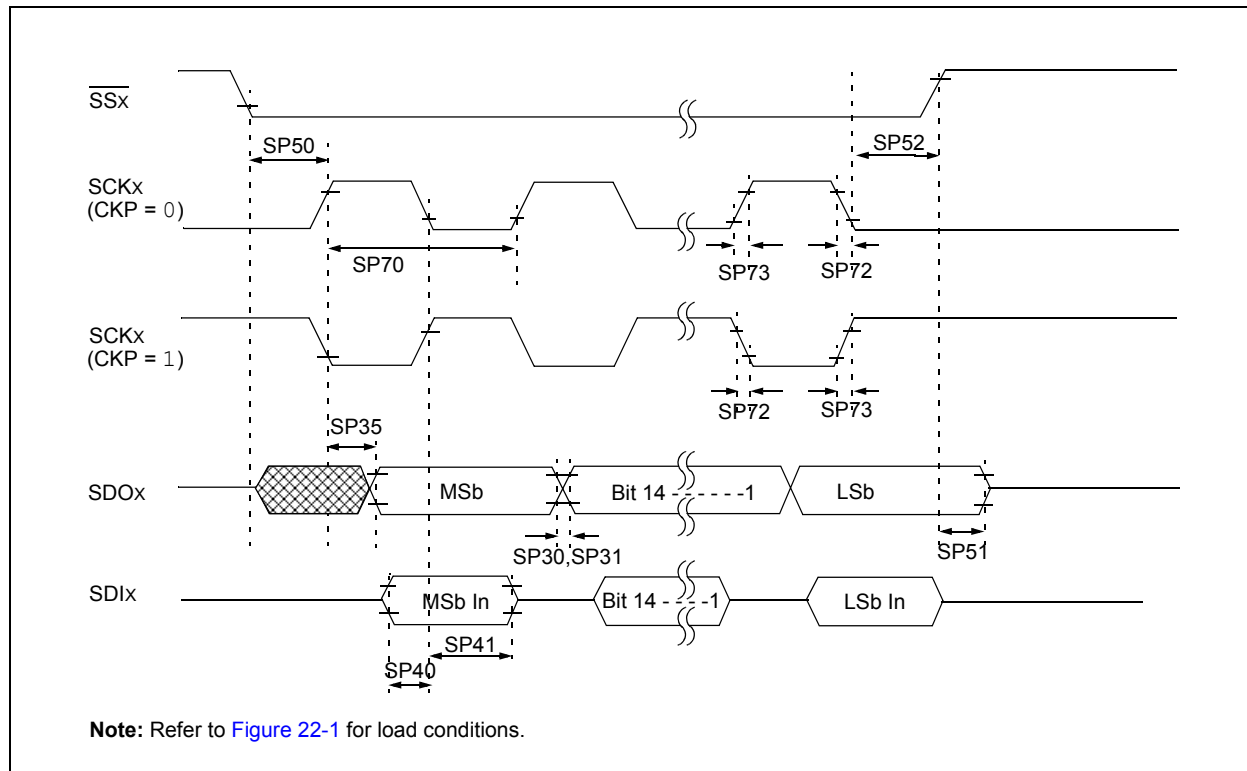 SSx
SP50
SP52
SCKx
(CKP = 0)
SP70
SP73
SP72
SCKx
(CKP = 1)
SP72
SP73
SP35
SDOx
MSb
Bit 14 - - - - - -1
LSb
SP30,SP31
SP51
SDIx
MSb In
Bit 14 - - - -1
LSb In
SP41
SP40
Note: Refer to Figure 22-1 for load conditions.